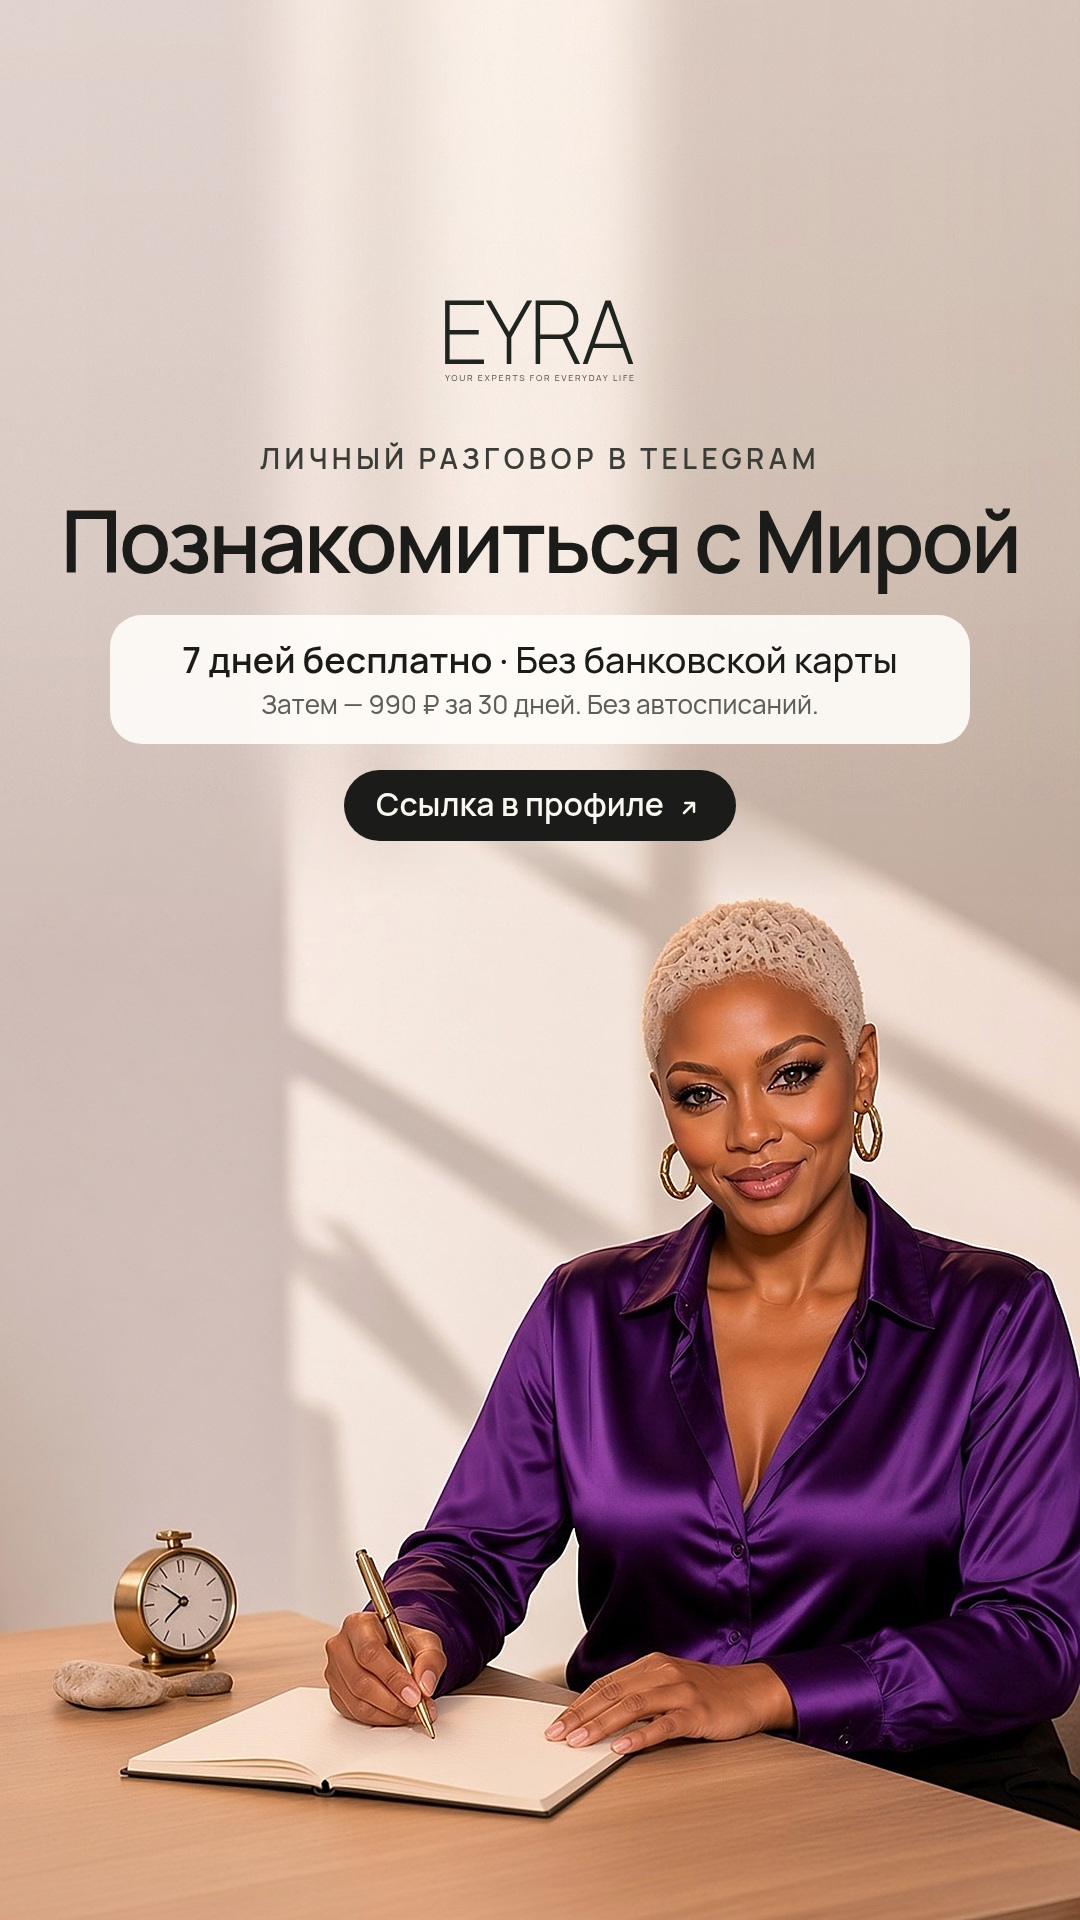 EYRA
YOUR EXPERTS FOR EVERYDAY LIFE
ЛИЧНЫЙ РАЗГОВОР В TELEGRAM
Познакомиться с Мирой
7 дней бесплатно · Без банковской карты
Затем — 990 ₽ за 30 дней. Без автосписаний.
Ссылка в профиле ↗